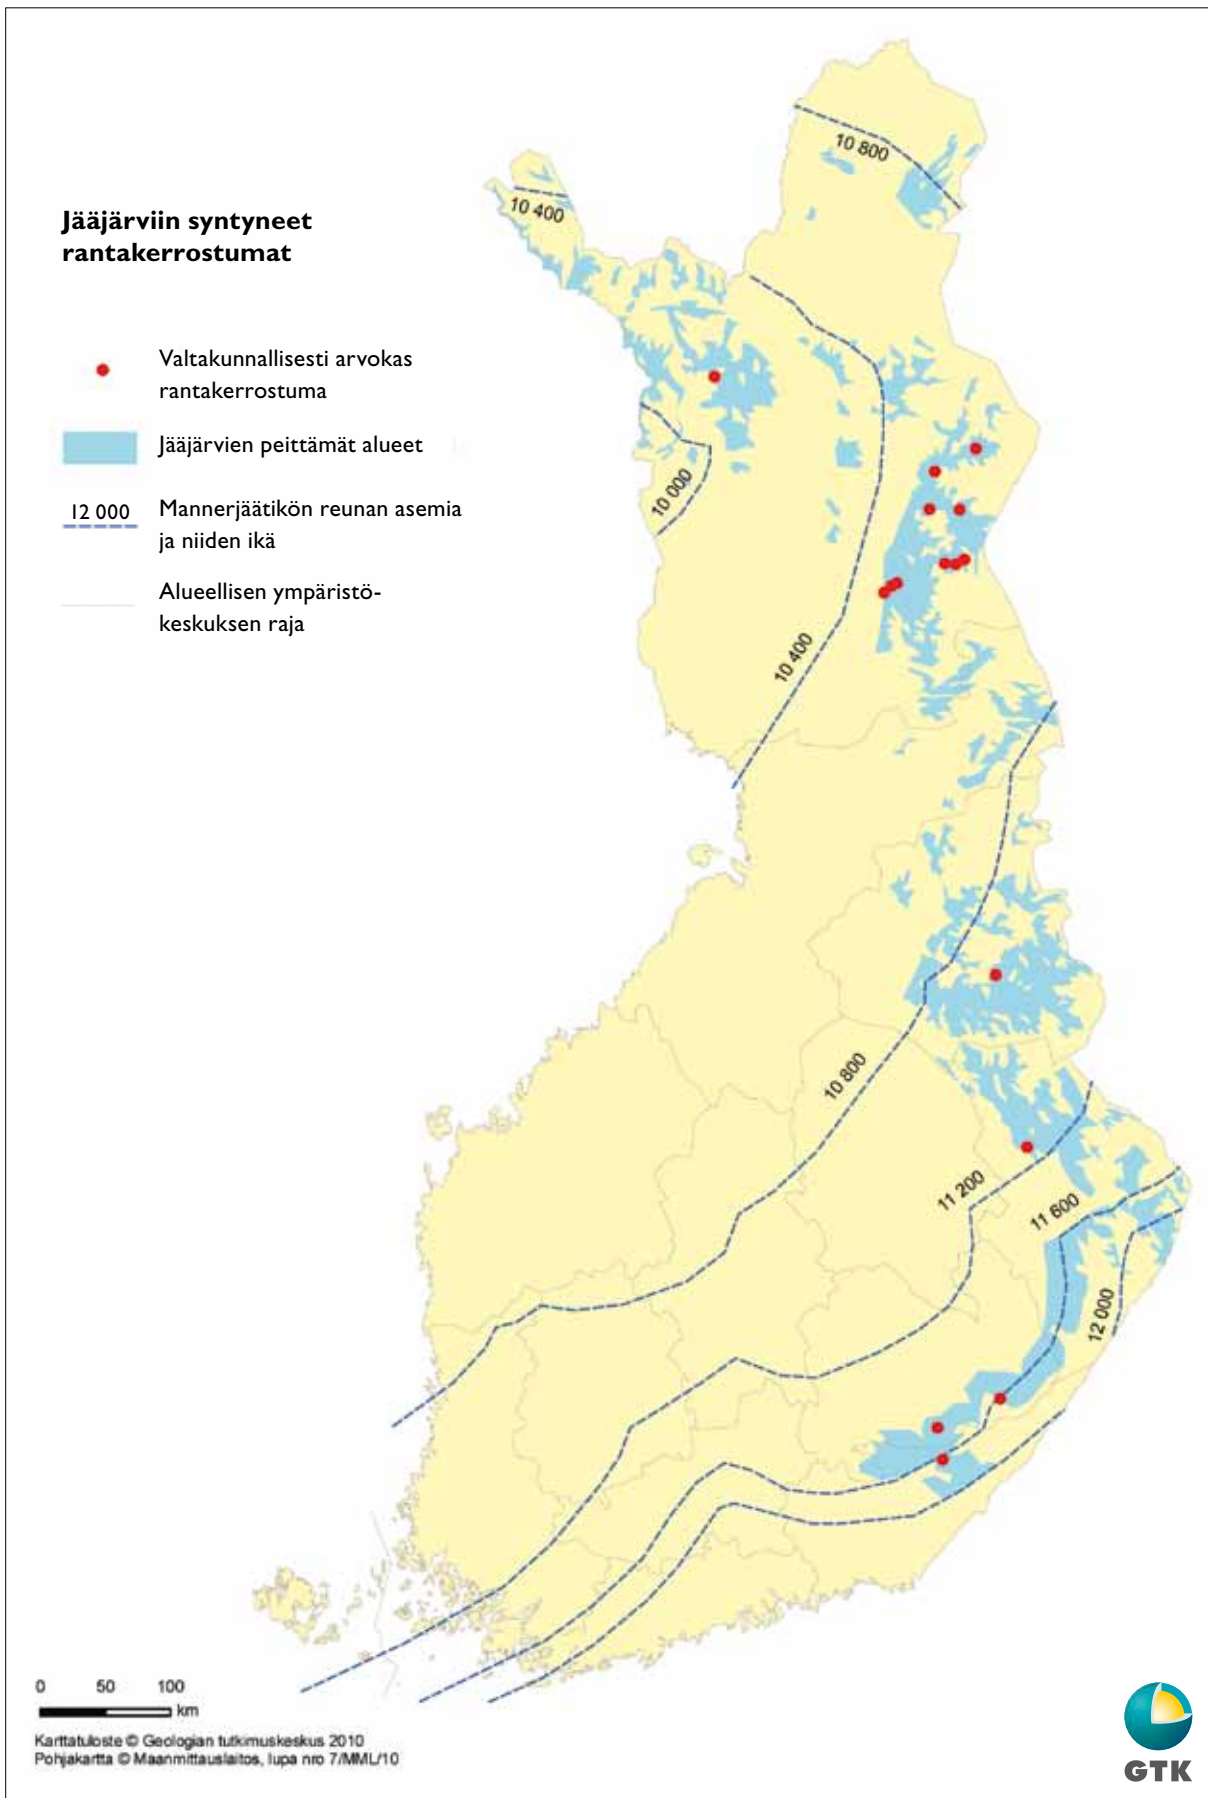 Jääjärviin syntyneet
rantakerrostumat
Valtakunnallisesti arvokas
rantakerrostuma
Jääjärvien peittämät alueet
12 000
Mannerjäätikön reunan asemia
ja niiden ikä
Alueellisen ympäristö-
keskuksen raja
10 800
10 400
10 000
10 400
10 800
11 200
11 600
12 000
0 50 100
km
Karttatuloste © Geologian tutkimuskeskus 2010
Pohjakartta © Maanmittauslaitos, lupa nro 7/MML/10
GTK